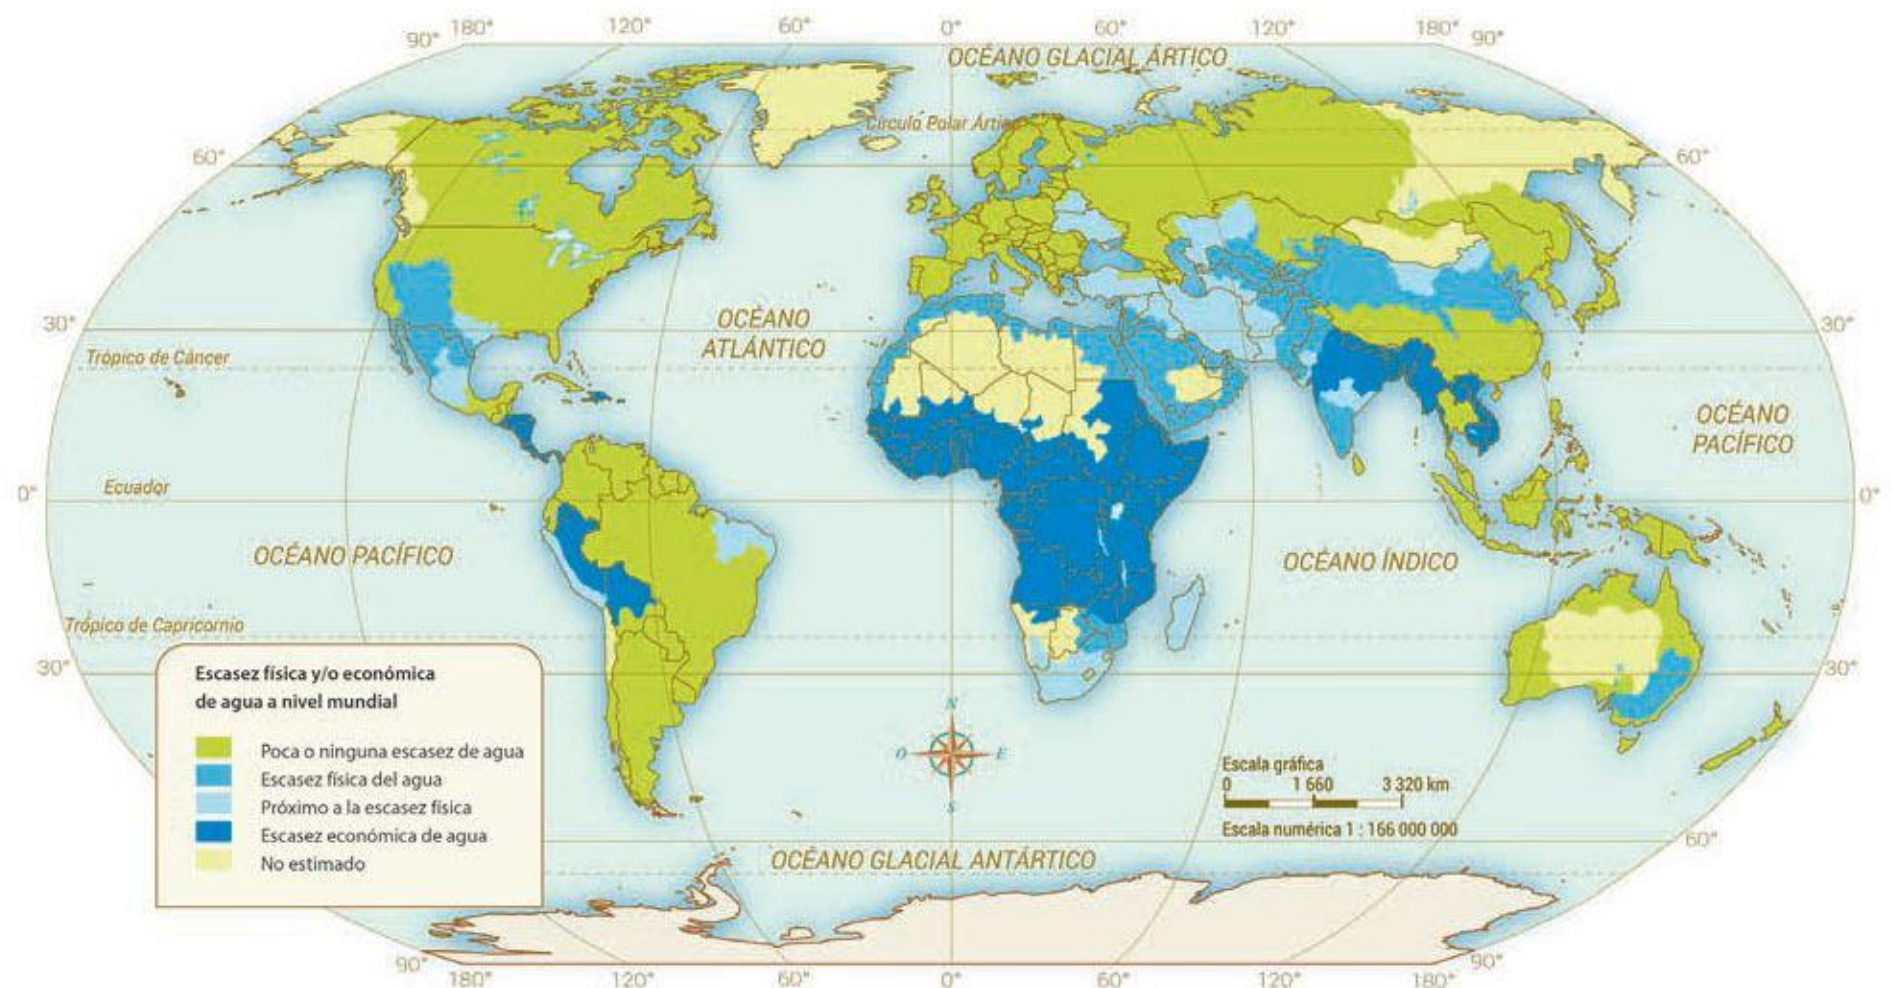 180° 120° 60° 0° 60° 120° 180°
90° 90°
OCÉANO GLACIAL ÁRTICO
Círculo Polar Ártico
60° 60°
OCÉANO
ATLÁNTICO
30° 30°
Trópico de Cáncer
OCÉANO
PACÍFICO
Ecuador
0° 0°
OCÉANO PACÍFICO
OCÉANO ÍNDICO
Trópico de Capricornio
30° 30°
Escasez física y/o económica
de agua a nivel mundial
Poca o ninguna escasez de agua
Escasez física del agua
Próximo a la escasez física
Escasez económica de agua
No estimado
N
O E
S
Escala gráfica
0 1 660 3 320 km
Escala numérica 1 : 166 000 000
60°
OCÉANO GLACIAL ANTÁRTICO
90° 90°
180° 120° 60° 0° 60° 120° 180°